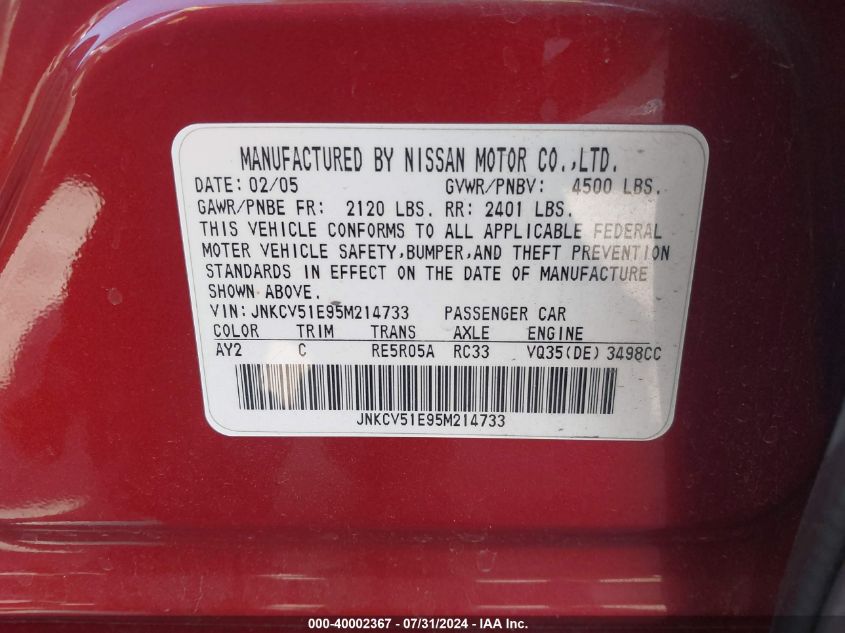 MANUFACTURED BY NISSAN MOTOR CO.,LTD.
DATE: 02/05 GVWR/PNBV: 4500 LBS.
GAWR/PNBE FR: 2120 LBS. RR: 2401 LBS.
THIS VEHICLE CONFORMS TO ALL APPLICABLE FEDERAL
MOTER VEHICLE SAFETY,BUMPER,AND THEFT PREVENTION
STANDARDS IN EFFECT ON THE DATE OF MANUFACTURE
SHOWN ABOVE.
VIN: JNKCV51E95M214733 PASSENGER CAR
COLOR TRIM TRANS AXLE ENGINE
AY2 C RE5R05A RC33 VQ35(DE) 3498CC
JNKCV51E95M214733
000-40002367 - 07/31/2024 - IAA Inc.